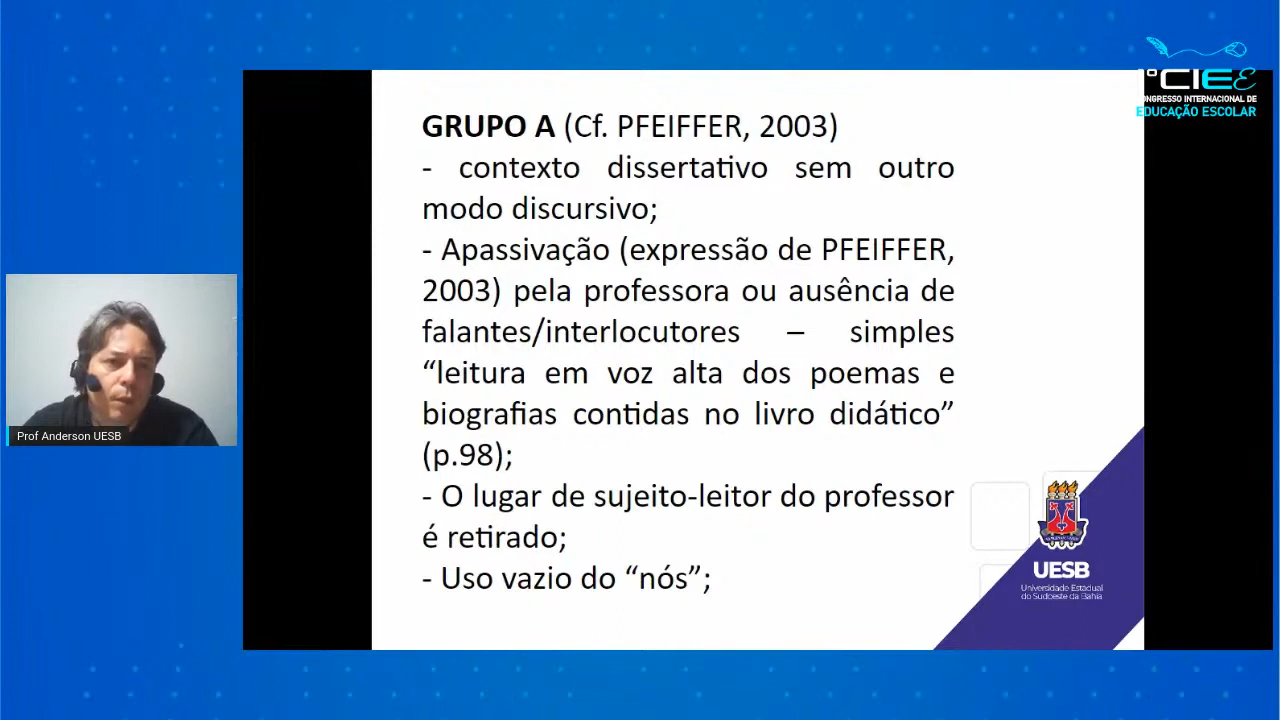 CIEE
CONGRESSO INTERNACIONAL DE
EDUCAÇÃO ESCOLAR
GRUPO A (Cf. PFEIFFER, 2003)
- contexto dissertativo sem outro
modo discursivo;
- Apassivação (expressão de PFEIFFER,
2003) pela professora ou ausência de
falantes/interlocutores – simples
“leitura em voz alta dos poemas e
biografias contidas no livro didático”
(p.98);
- O lugar de sujeito-leitor do professor
é retirado;
- Uso vazio do “nós”;
Prof Anderson UESB
UESB
Universidade Estadual
do Sudoeste da Bahia